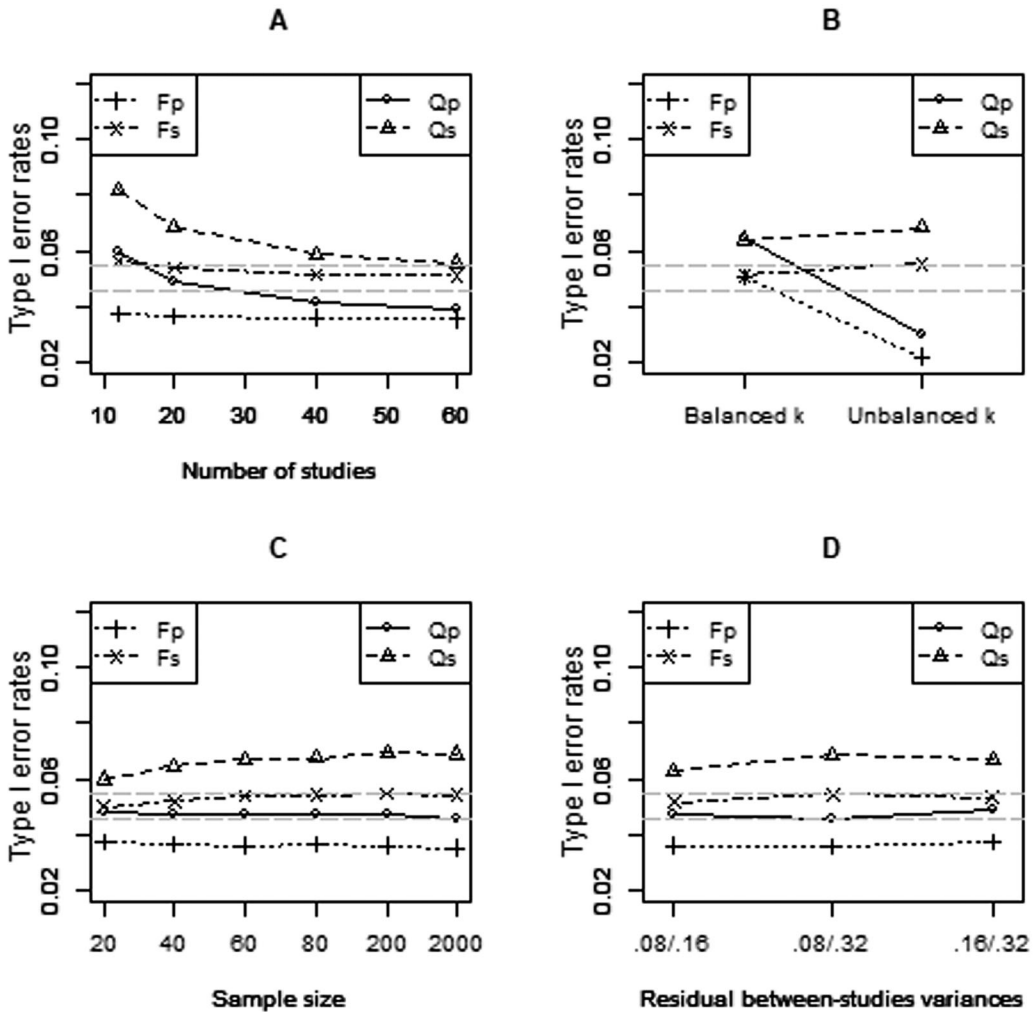 A
Type I error rates
0.02 0.06 0.10
Fp
Fs
Qp
Qs
10 20 30 40 50 60
Number of studies
B
Type I error rates
0.02 0.06 0.10
Fp
Fs
Qp
Qs
Balanced k Unbalanced k
C
Type I error rates
0.02 0.06 0.10
Fp
Fs
Qp
Qs
20 40 60 80 200 2000
Sample size
D
Type I error rates
0.02 0.06 0.10
Fp
Fs
Qp
Qs
.08/.16 .08/.32 .16/.32
Residual between-studies variances